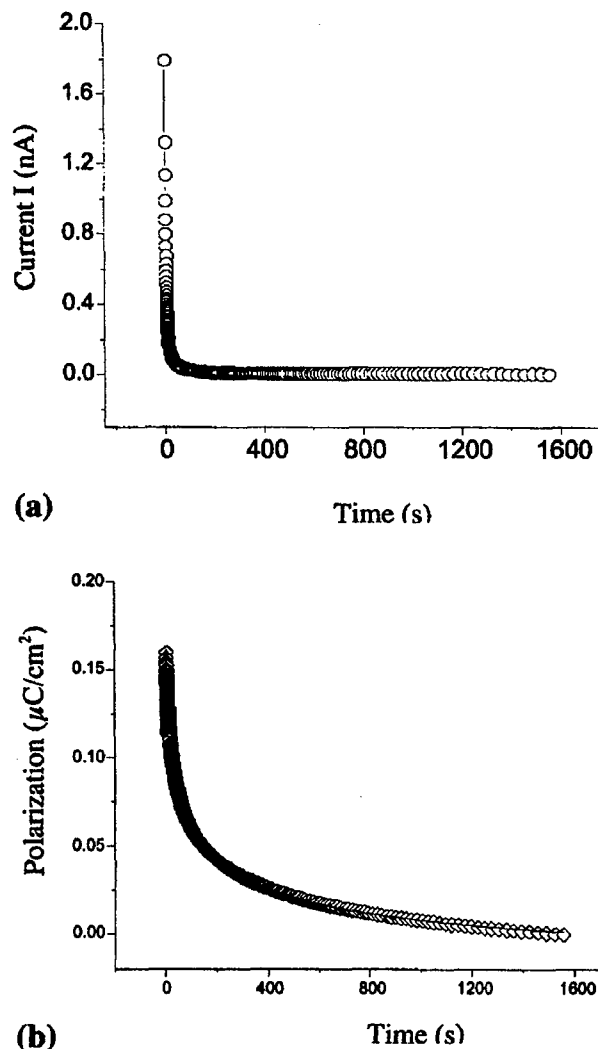 2.0
1.6
1.2
0.8
0.4
0.0
Current I (nA)
0 400 800 1200 1600
(a) Time (s)
0.20
0.15
0.10
0.05
0.00
Polarization (μC/cm²)
0 400 800 1200 1600
(b) Time (s)